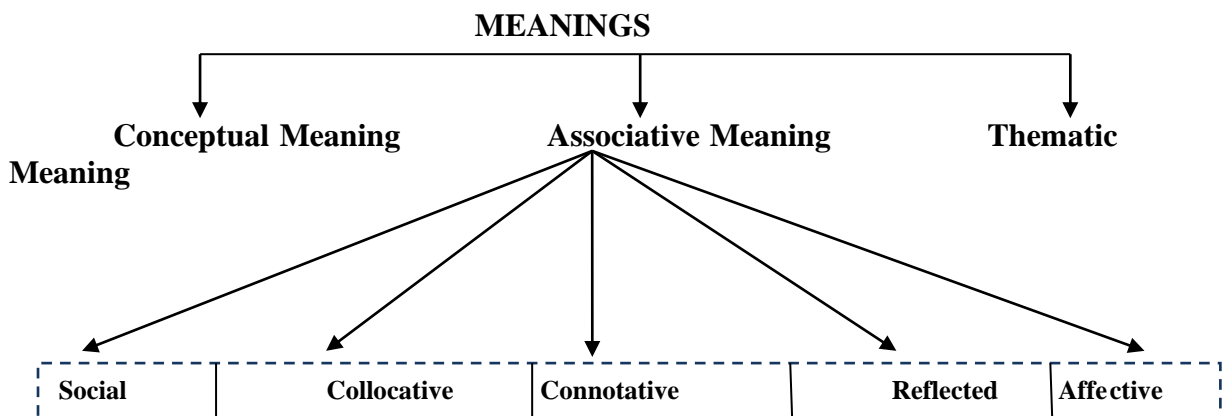 MEANINGS
Conceptual Meaning Associative Meaning Thematic
Meaning
Social Collocative Connotative Reflected Affective